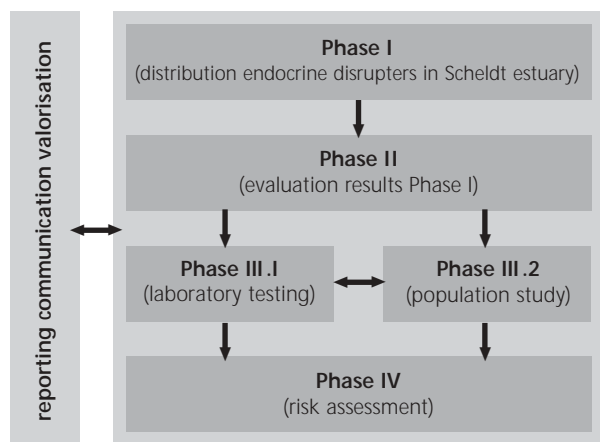 reporting communication valorisation
Phase I
(distribution endocrine disrupters in Scheldt estuary)
Phase II
(evaluation results Phase I)
Phase III.I
(laboratory testing)
Phase III.2
(population study)
Phase IV
(risk assessment)